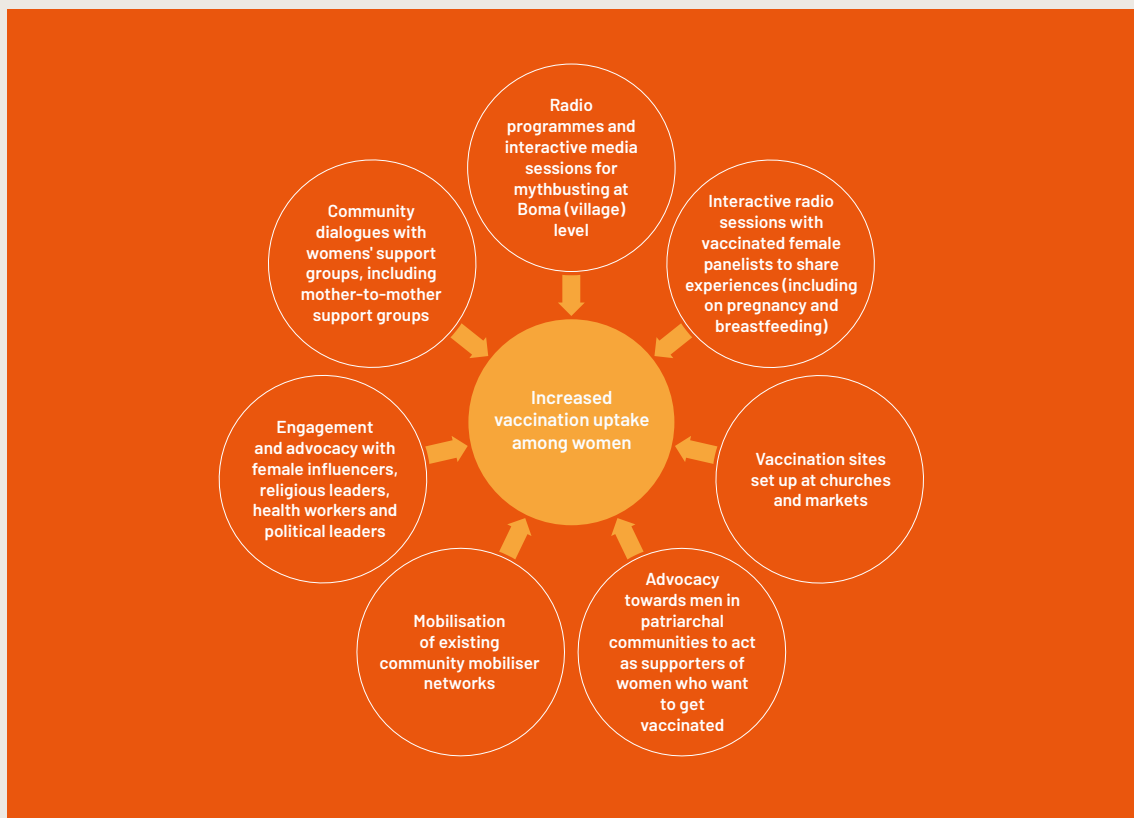 Radio
programmes and
interactive media
sessions for
mythbusting at
Boma (village)
level
Interactive radio
sessions with
vaccinated female
panelists to share
experiences (including
on pregnancy and
breastfeeding)
Vaccination sites
set up at churches
and markets
Advocacy
towards men in
patriarchal
communities to act
as supporters of
women who want
to get
vaccinated
Mobilisation
of existing
community mobiliser
networks
Engagement
and advocacy with
female influencers,
religious leaders,
health workers and
political leaders
Community
dialogues with
womens' support
groups, including
mother-to-mother
support groups
Increased
vaccination uptake
among women